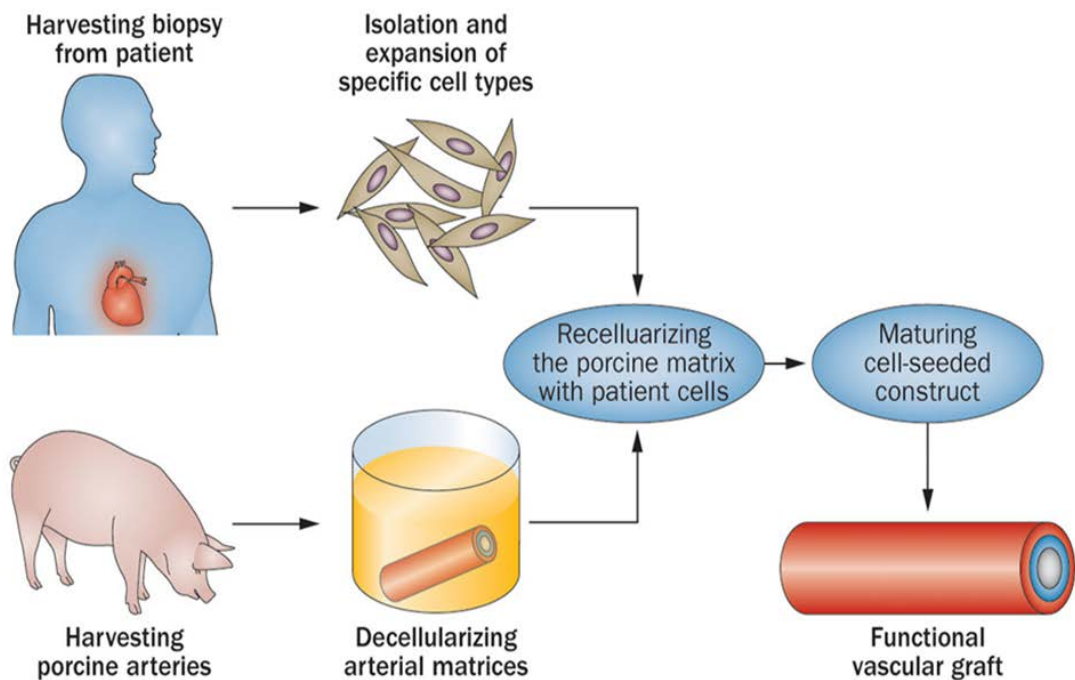 Harvesting biopsy
from patient
Isolation and
expansion of
specific cell types
Recelluarizing
the porcine matrix
with patient cells
Maturing
cell-seeded
construct
Harvesting
porcine arteries
Decellularizing
arterial matrices
Functional
vascular graft